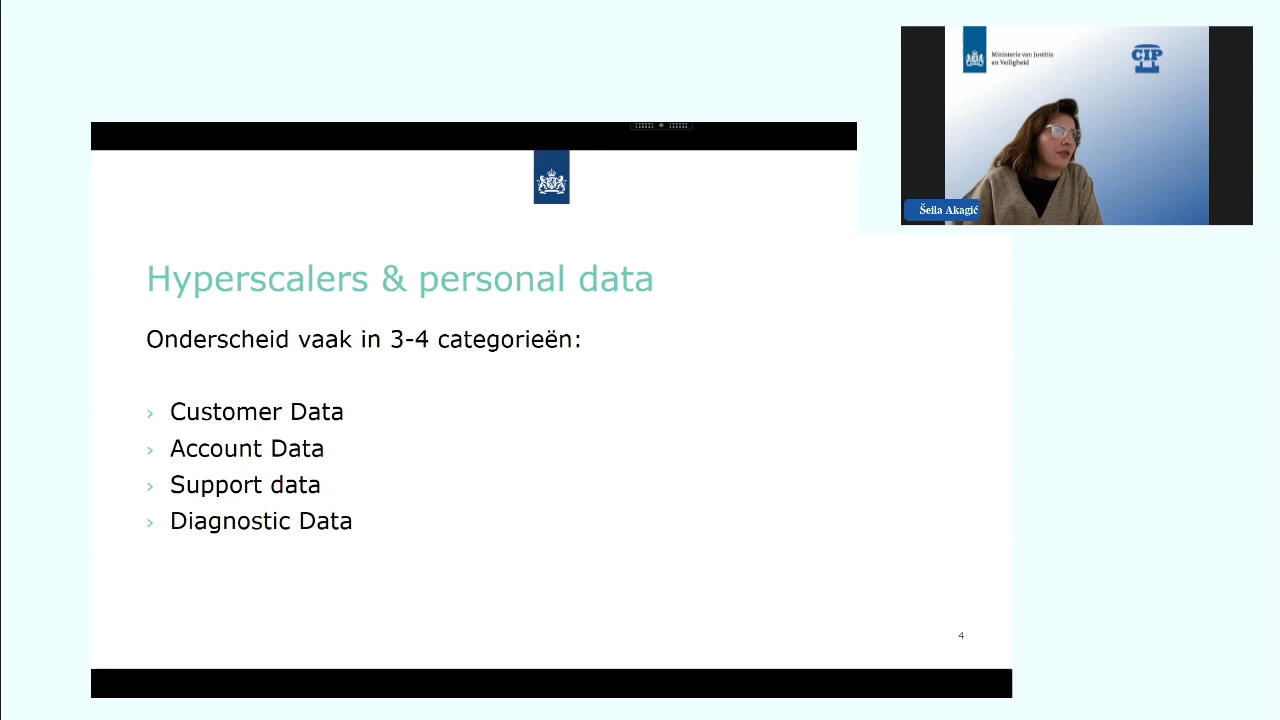 Ministerie van Justitie
en Veiligheid
CIP
Šeila Akagić
Hyperscalers & personal data
Onderscheid vaak in 3-4 categorieën:
› Customer Data
› Account Data
› Support data
› Diagnostic Data
4